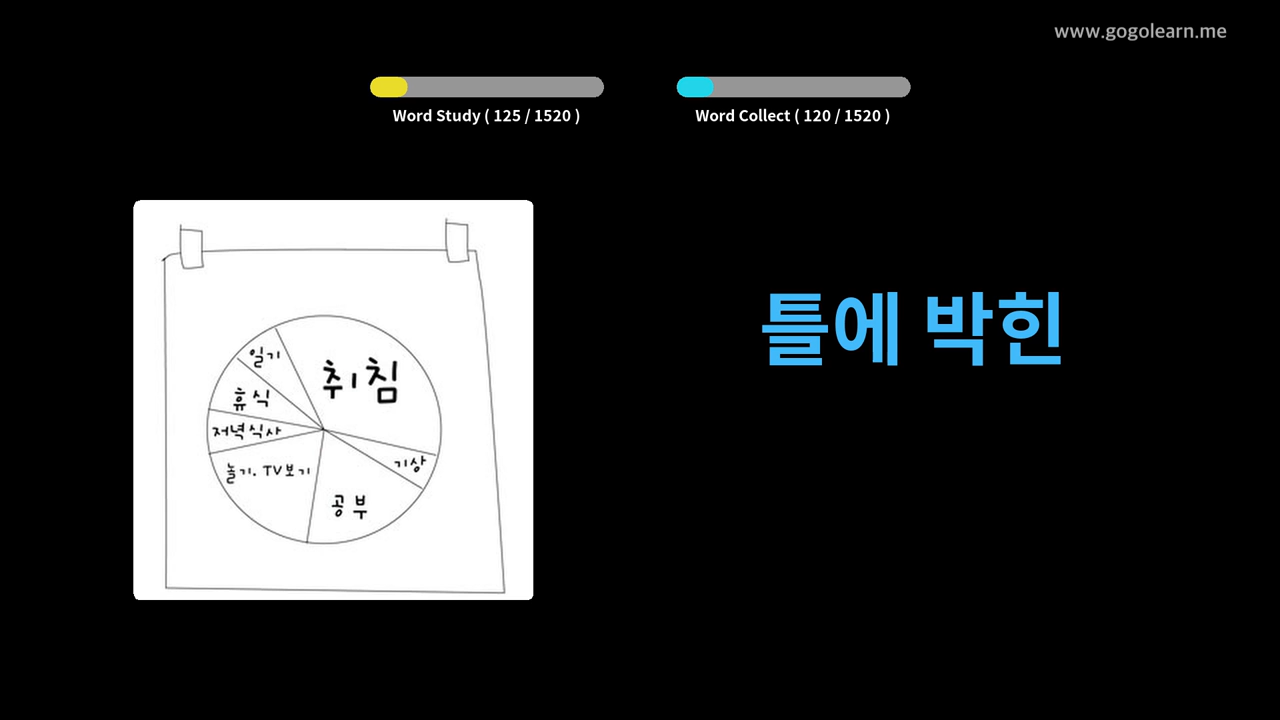 www.gogolearn.me
Word Study ( 125 / 1520 )
Word Collect ( 120 / 1520 )
틀에 박힌
일기
취침
휴식
저녁식사
기상
놀기. TV보기
공부